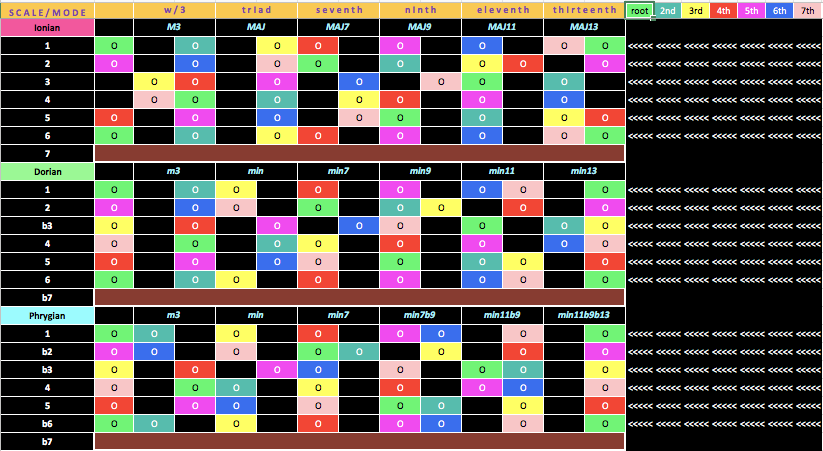 SCALE/MODE w/3 triad seventh ninth eleventh thirteenth root 2nd 3rd 4th 5th 6th 7th
Ionian M3 MAJ MAJ7 MAJ9 MAJ11 MAJ13
1 O O O O O O O O <<<<< <<<<< <<<<< <<<<< <<<<< <<<<< <<<<<
2 O O O O O O O O <<<<< <<<<< <<<<< <<<<< <<<<< <<<<< <<<<<
3 O O O O O O O <<<<< <<<<< <<<<< <<<<< <<<<< <<<<< <<<<<
4 O O O O O O O <<<<< <<<<< <<<<< <<<<< <<<<< <<<<< <<<<<
5 O O O O O O O O <<<<< <<<<< <<<<< <<<<< <<<<< <<<<< <<<<<
6 O O O O O O O O <<<<< <<<<< <<<<< <<<<< <<<<< <<<<< <<<<<
7
Dorian m3 min min7 min9 min11 min13
1 O O O O O O O O <<<<< <<<<< <<<<< <<<<< <<<<< <<<<< <<<<<
2 O O O O O O O O <<<<< <<<<< <<<<< <<<<< <<<<< <<<<< <<<<<
b3 O O O O O O O O <<<<< <<<<< <<<<< <<<<< <<<<< <<<<< <<<<<
4 O O O O O O O O <<<<< <<<<< <<<<< <<<<< <<<<< <<<<< <<<<<
5 O O O O O O O O <<<<< <<<<< <<<<< <<<<< <<<<< <<<<< <<<<<
6 O O O O O O O O <<<<< <<<<< <<<<< <<<<< <<<<< <<<<< <<<<<
b7
Phrygian m3 min min7 min7b9 min11b9 min11b9b13
1 O O O O O O O O <<<<< <<<<< <<<<< <<<<< <<<<< <<<<< <<<<<
b2 O O O O O O O O <<<<< <<<<< <<<<< <<<<< <<<<< <<<<< <<<<<
b3 O O O O O O O O <<<<< <<<<< <<<<< <<<<< <<<<< <<<<< <<<<<
4 O O O O O O O O <<<<< <<<<< <<<<< <<<<< <<<<< <<<<< <<<<<
5 O O O O O O O O <<<<< <<<<< <<<<< <<<<< <<<<< <<<<< <<<<<
b6 O O O O O O O O <<<<< <<<<< <<<<< <<<<< <<<<< <<<<< <<<<<
b7